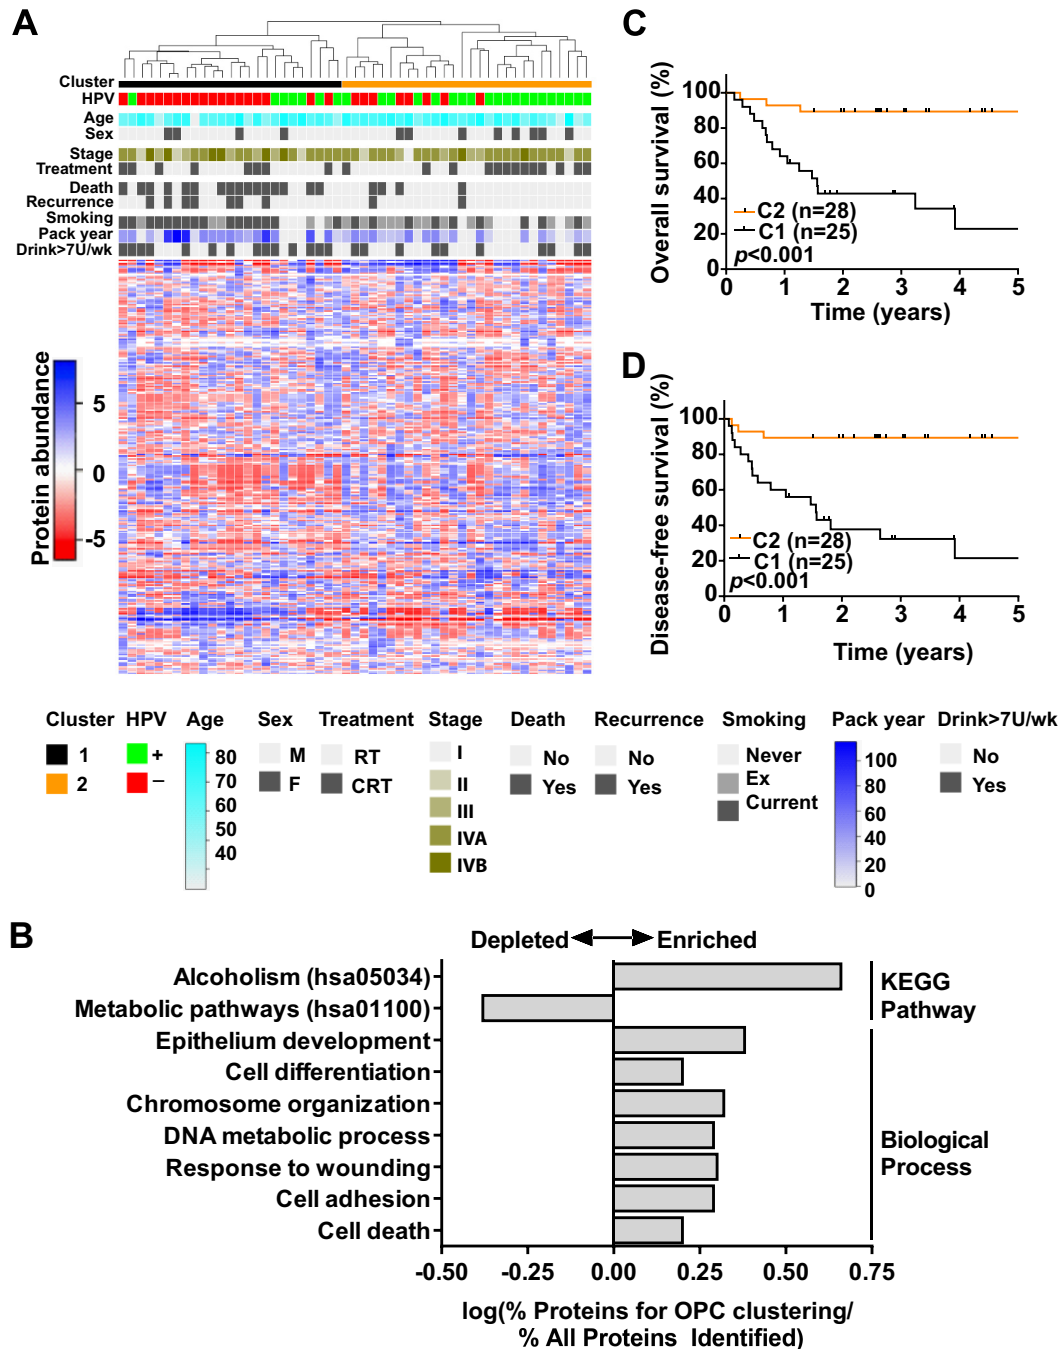 A
Cluster
HPV
Age
Sex
Stage
Treatment
Death
Recurrence
Smoking
Pack year
Drink>7U/wk
Protein abundance
5
0
-5
C
Overall survival (%)
100
80
60
40
20
0
C2 (n=28)
C1 (n=25)
p<0.001
0 1 2 3 4 5
Time (years)
D
Disease-free survival (%)
100
80
60
40
20
0
C2 (n=28)
C1 (n=25)
p<0.001
0 1 2 3 4 5
Time (years)
Cluster
1
2
HPV
+
−
Age
80
70
60
50
40
Sex
M
F
Treatment
RT
CRT
Stage
I
II
III
IVA
IVB
Death
No
Yes
Recurrence
No
Yes
Smoking
Never
Ex
Current
Pack year
100
80
60
40
20
0
Drink>7U/wk
No
Yes
B
Depleted Enriched
Alcoholism (hsa05034)
Metabolic pathways (hsa01100)
Epithelium development
Cell differentiation
Chromosome organization
DNA metabolic process
Response to wounding
Cell adhesion
Cell death
KEGG
Pathway
Biological
Process
-0.50 -0.25 0.00 0.25 0.50 0.75
log(% Proteins for OPC clustering/
% All Proteins Identified)